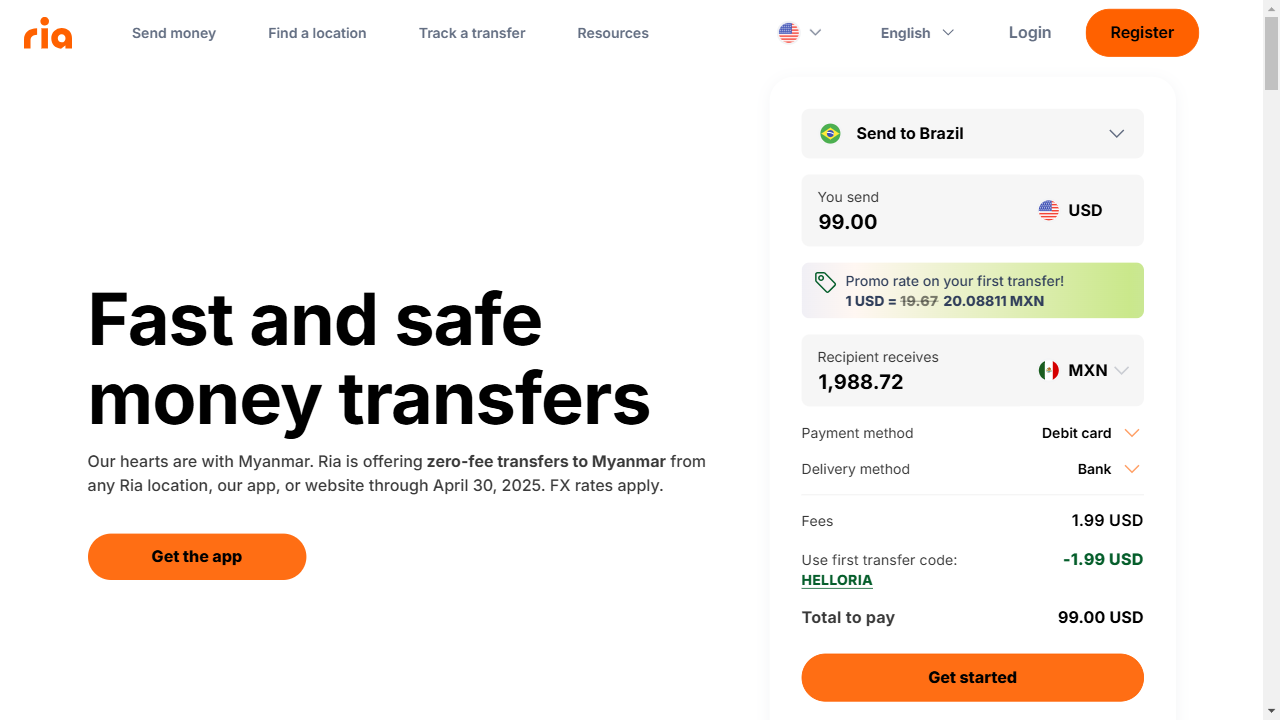 ria
Send money
Find a location
Track a transfer
Resources
English
Login
Register
Fast and safe
money transfers
Our hearts are with Myanmar. Ria is offering zero-fee transfers to Myanmar from
any Ria location, our app, or website through April 30, 2025. FX rates apply.
Get the app
Send to Brazil
You send
99.00
USD
Promo rate on your first transfer!
1 USD = 19.67 20.08811 MXN
Recipient receives
1,988.72
MXN
Payment method
Debit card
Delivery method
Bank
Fees
1.99 USD
Use first transfer code:
HELLORIA
-1.99 USD
Total to pay
99.00 USD
Get started